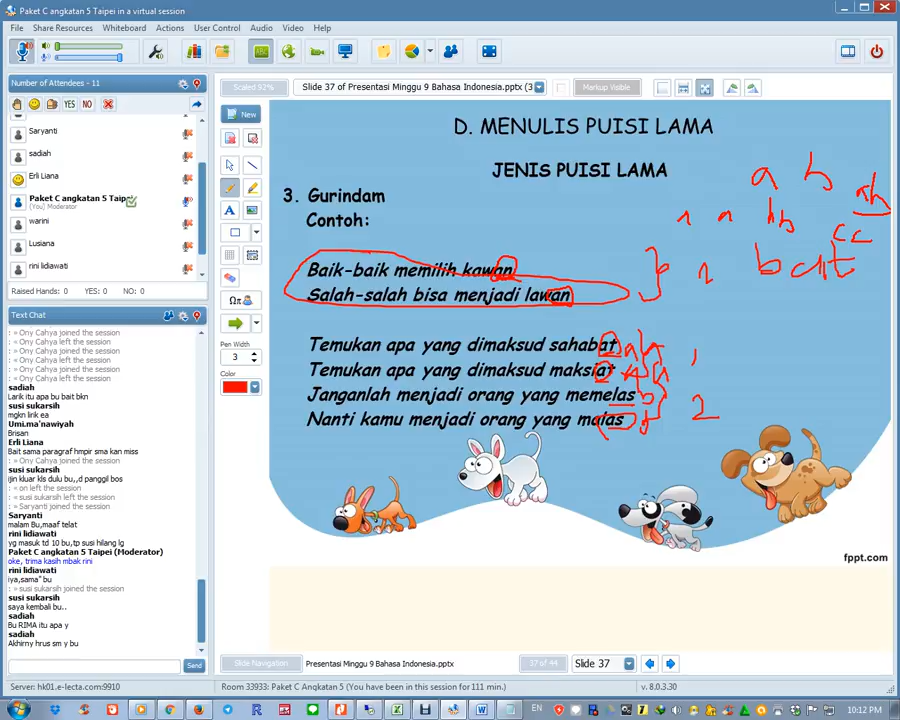 Paket C angkatan 5 Taipei in a virtual session
File Share Resources Whiteboard Actions User Control Audio Video Help
Number of Attendees - 11
YES NO
Saryanti
sadiah
Erli Liana
Paket C angkatan 5 Taip
(You) Moderator
warini
Lusiana
rini lidiawati
Raised Hands: 0 YES: 0 NO: 0
Text Chat
: » Ony Cahya joined the session
: » Ony Cahya left the session
: » Ony Cahya joined the session
: » Ony Cahya left the session
: » Ony Cahya joined the session
: » Ony Cahya left the session
sadiah
Larik itu apa bu bait bkn
susi sukarsih
mgkn lirik ea
Umi.ma'nawiyah
Brisan
Erli Liana
Bait sama paragraf hmpir sma kan miss
: » Ony Cahya joined the session
susi sukarsih
ijin kluar kls dulu bu,,d panggil bos
: » on left the session
: » susi sukarsih left the session
: » Saryanti joined the session
Saryanti
malam Bu,maaf telat
rini lidiawati
yg masuk td 10 bu,tp susi hilang lg
Paket C angkatan 5 Taipei (Moderator)
oke, trima kasih mbak rini
rini lidiawati
iya,sama" bu
: » susi sukarsih joined the session
susi sukarsih
saya kembali bu..
sadiah
Bu RIMA itu apa y
sadiah
Akhirny hrus sm y bu
Send
Scaled 92%
Slide 37 of Presentasi Minggu 9 Bahasa Indonesia.pptx (3
Markup Visible
New
A
Ωπ
Pen Width
3
Color
D. MENULIS PUISI LAMA
JENIS PUISI LAMA
a b
3. Gurindam
Contoh:
bb
cc
Baik-baik memilih kawan
Salah-salah bisa menjadi lawan
1 bait
Temukan apa yang dimaksud sahabat
Temukan apa yang dimaksud maksiat
Janganlah menjadi orang yang memelas
Nanti kamu menjadi orang yang malas
2
fppt.com
Slide Navigation
Presentasi Minggu 9 Bahasa Indonesia.pptx
37 of 44
Slide 37
Server: hk01.e-lecta.com:9910
Room 33933: Paket C Angkatan 5 (You have been in this session for 111 min.)
v. 8.0.3.30
EN
10:12 PM